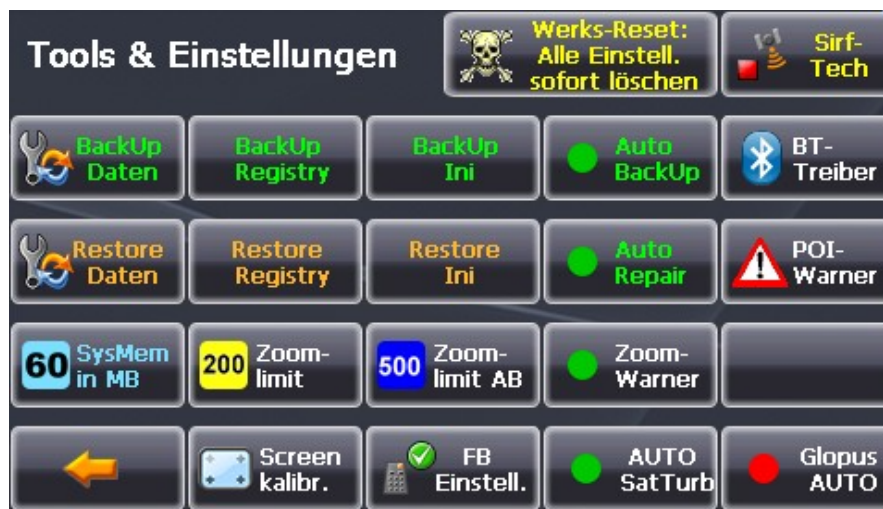 Tools & Einstellungen
Werks-Reset:
Alle Einstell.
sofort löschen
Sirf-
Tech
BackUp
Daten
BackUp
Registry
BackUp
Ini
Auto
BackUp
BT-
Treiber
Restore
Daten
Restore
Registry
Restore
Ini
Auto
Repair
POI-
Warner
60 SysMem
in MB
200 Zoom-
limit
500 Zoom-
limit AB
Zoom-
Warner
Screen
kalibr.
FB
Einstell.
AUTO
SatTurb
Glopus
AUTO